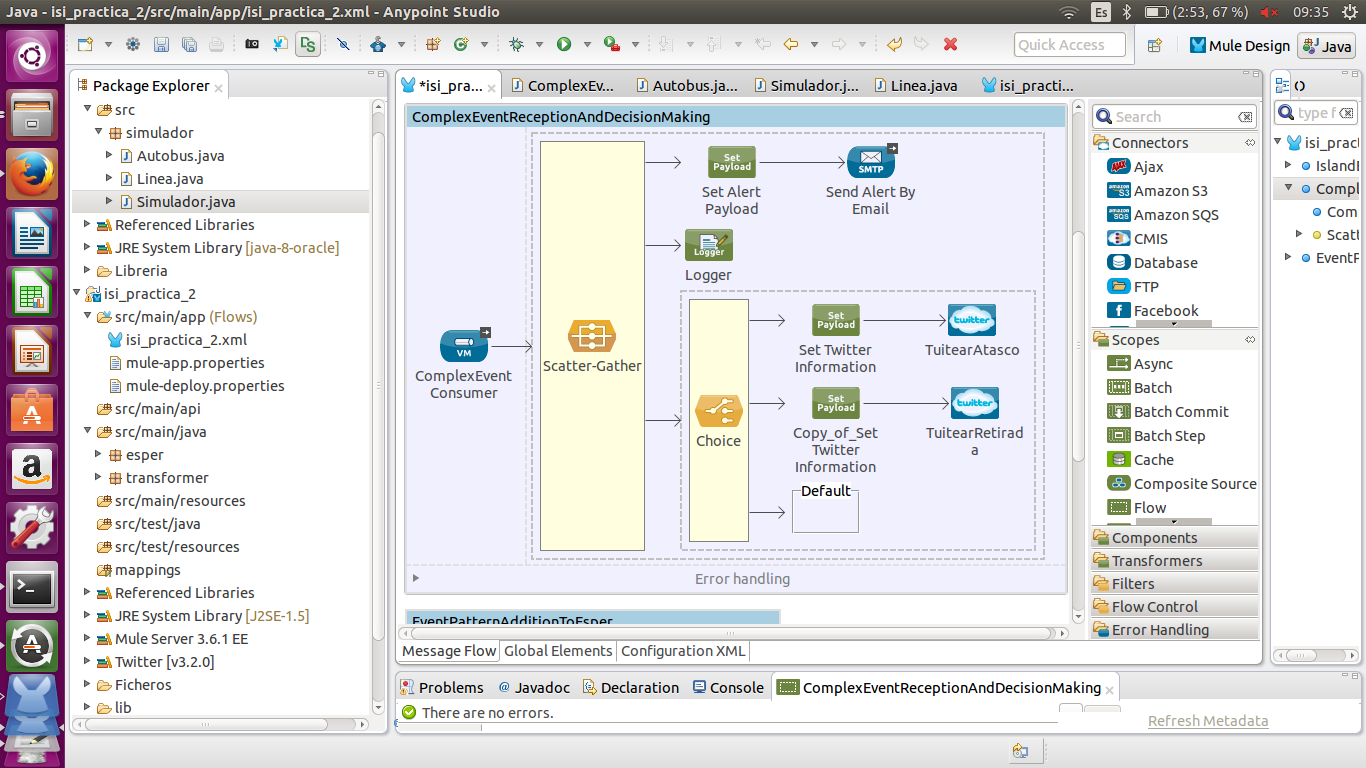 Java - isi_practica_2/src/main/app/isi_practica_2.xml - Anypoint Studio
Es
(2:53, 67 %)
09:35
Quick Access
Mule Design
Java
Package Explorer
src
simulador
Autobus.java
Linea.java
Simulador.java
Referenced Libraries
JRE System Library [java-8-oracle]
Libreria
isi_practica_2
src/main/app (Flows)
isi_practica_2.xml
mule-app.properties
mule-deploy.properties
src/main/api
src/main/java
esper
transformer
src/main/resources
src/test/java
src/test/resources
mappings
Referenced Libraries
JRE System Library [J2SE-1.5]
Mule Server 3.6.1 EE
Twitter [v3.2.0]
Ficheros
lib
*isi_pra...
ComplexEv...
Autobus.ja...
Simulador.j...
Linea.java
isi_practi...
ComplexEventReceptionAndDecisionMaking
VM
ComplexEvent
Consumer
Scatter-Gather
Set
Payload
Set Alert
Payload
SMTP
Send Alert By
Email
Logger
Logger
Choice
Set
Payload
Set Twitter
Information
twitter
TuitearAtasco
Set
Payload
Copy_of_Set
Twitter
Information
twitter
TuitearRetirad
a
Default
Error handling
EventPatternAdditionToEsper
Message Flow
Global Elements
Configuration XML
Search
Connectors
Ajax
Amazon S3
Amazon SQS
CMIS
Database
FTP
Facebook
Scopes
Async
Batch
Batch Commit
Batch Step
Cache
Composite Source
Flow
Components
Transformers
Filters
Flow Control
Error Handling
type f
isi_pract
IslandI
Compl
Com
Scatt
EventP
Problems
@ Javadoc
Declaration
Console
ComplexEventReceptionAndDecisionMaking
There are no errors.
Refresh Metadata